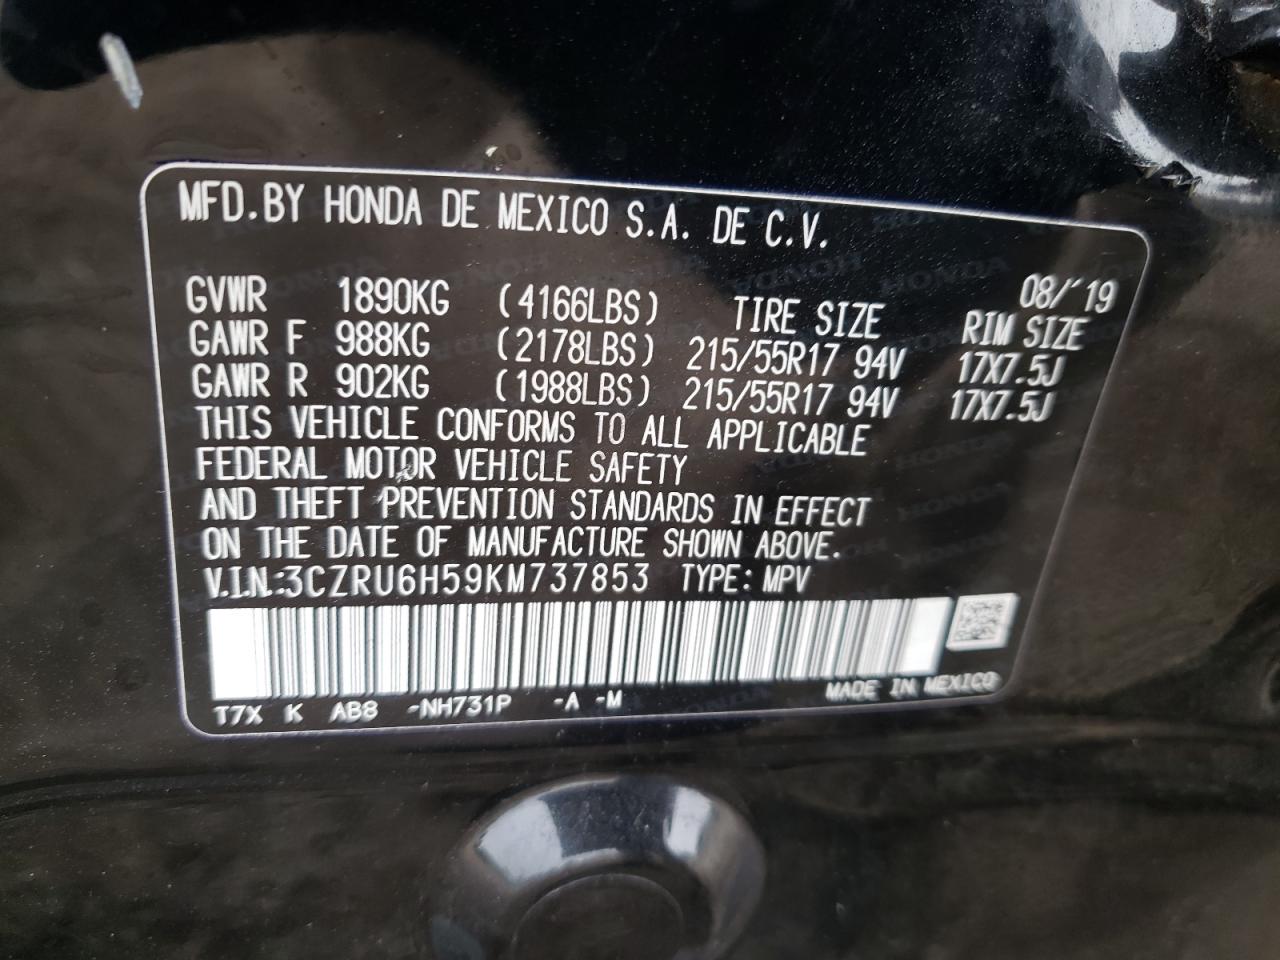 MFD.BY HONDA DE MEXICO S.A. DE C.V.
08/'19
GVWR 1890KG (4166LBS) TIRE SIZE RIM SIZE
GAWR F 988KG (2178LBS) 215/55R17 94V 17X7.5J
GAWR R 902KG (1988LBS) 215/55R17 94V 17X7.5J
THIS VEHICLE CONFORMS TO ALL APPLICABLE
FEDERAL MOTOR VEHICLE SAFETY
AND THEFT PREVENTION STANDARDS IN EFFECT
ON THE DATE OF MANUFACTURE SHOWN ABOVE.
V.I.N:3CZRU6H59KM737853 TYPE: MPV
T7X K AB8 -NH731P -A -M MADE IN MEXICO